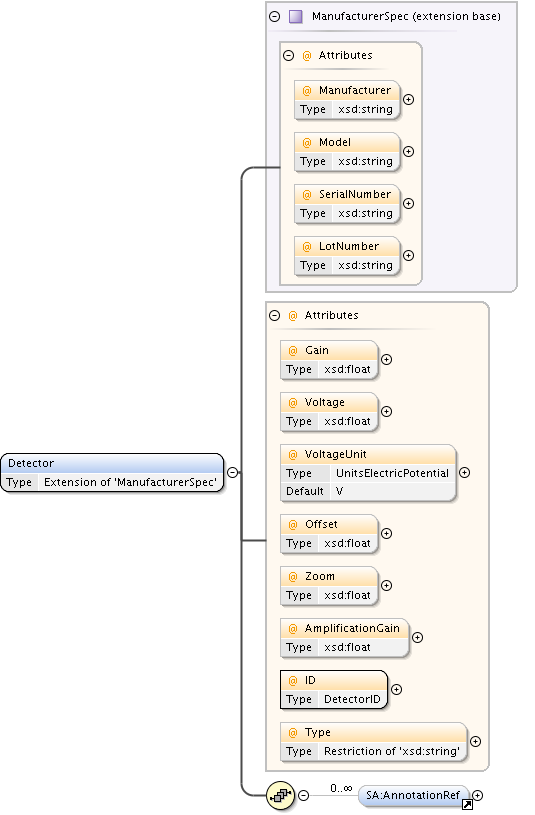 ManufacturerSpec (extension base)
@ Attributes
@ Manufacturer
Type xsd:string
@ Model
Type xsd:string
@ SerialNumber
Type xsd:string
@ LotNumber
Type xsd:string
@ Attributes
@ Gain
Type xsd:float
@ Voltage
Type xsd:float
@ VoltageUnit
Type UnitsElectricPotential
Default V
Detector
Type Extension of 'ManufacturerSpec'
@ Offset
Type xsd:float
@ Zoom
Type xsd:float
@ AmplificationGain
Type xsd:float
@ ID
Type DetectorID
@ Type
Type Restriction of 'xsd:string'
0..∞
SA:AnnotationRef